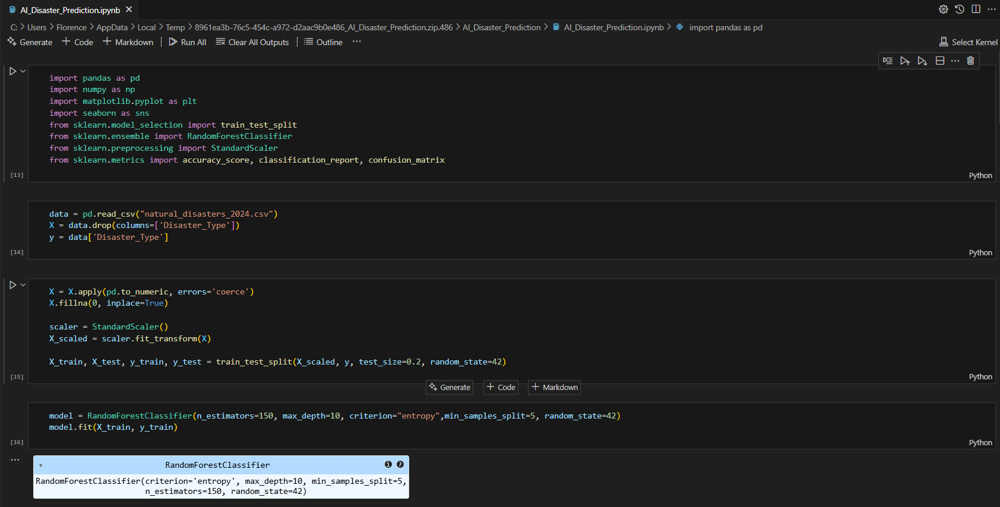 AI_Disaster_Prediction.ipynb
C: > Users > Florence > AppData > Local > Temp > 8961ea3b-76c5-454c-a972-d2aac9b0e486_AI_Disaster_Prediction.zip.486 > AI_Disaster_Prediction > AI_Disaster_Prediction.ipynb > import pandas as pd
Generate + Code + Markdown Run All Clear All Outputs Outline ... Select Kernel
import pandas as pd
import numpy as np
import matplotlib.pyplot as plt
import seaborn as sns
from sklearn.model_selection import train_test_split
from sklearn.ensemble import RandomForestClassifier
from sklearn.preprocessing import StandardScaler
from sklearn.metrics import accuracy_score, classification_report, confusion_matrix
[13] Python
data = pd.read_csv("natural_disasters_2024.csv")
X = data.drop(columns=['Disaster_Type'])
y = data['Disaster_Type']
[14] Python
X = X.apply(pd.to_numeric, errors='coerce')
X.fillna(0, inplace=True)
scaler = StandardScaler()
X_scaled = scaler.fit_transform(X)
X_train, X_test, y_train, y_test = train_test_split(X_scaled, y, test_size=0.2, random_state=42)
[15] Python
Generate + Code + Markdown
model = RandomForestClassifier(n_estimators=150, max_depth=10, criterion="entropy",min_samples_split=5, random_state=42)
model.fit(X_train, y_train)
[16] Python
...
RandomForestClassifier i ?
RandomForestClassifier(criterion='entropy', max_depth=10, min_samples_split=5,
n_estimators=150, random_state=42)